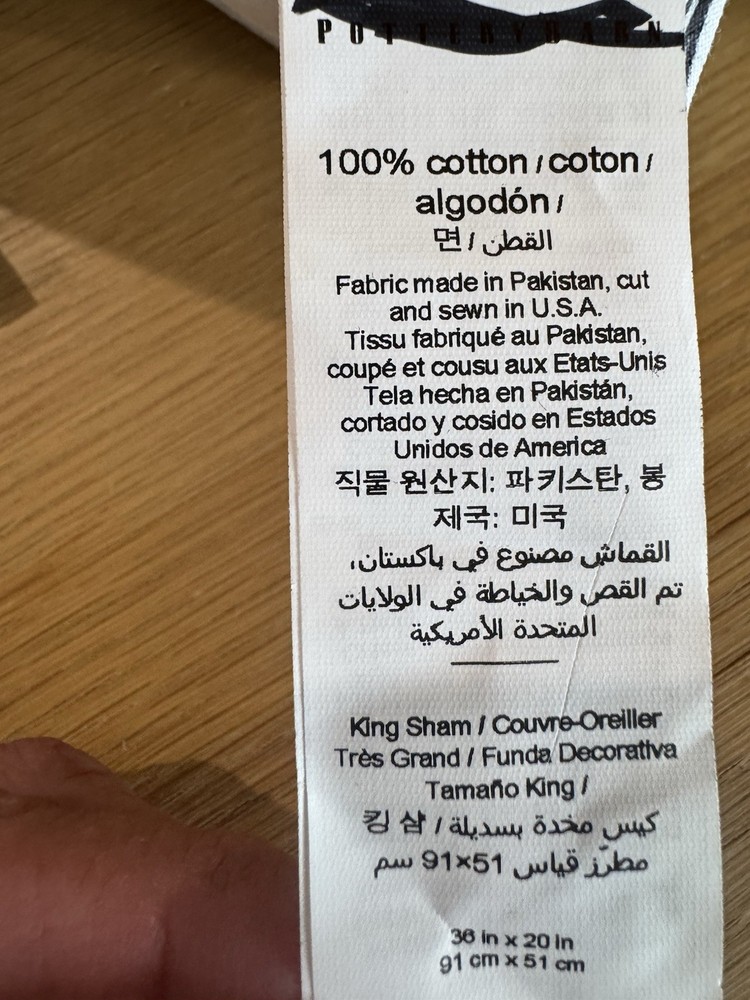 POTTERY BARN
100% cotton / coton /
algodón /
면 / القطن
Fabric made in Pakistan, cut
and sewn in U.S.A.
Tissu fabriqué au Pakistan,
coupé et cousu aux Etats-Unis
Tela hecha en Pakistán,
cortado y cosido en Estados
Unidos de America
직물 원산지: 파키스탄, 봉
제국: 미국
القماش مصنوع في باكستان،
تم القص والخياطة في الولايات
المتحدة الأمريكية
King Sham / Couvre-Oreiller
Très Grand / Funda Decorativa
Tamaño King /
킹 샴 / كيس مخدة بسديلة
مطرّز قياس 51×91 سم
36 in x 20 in
91 cm x 51 cm